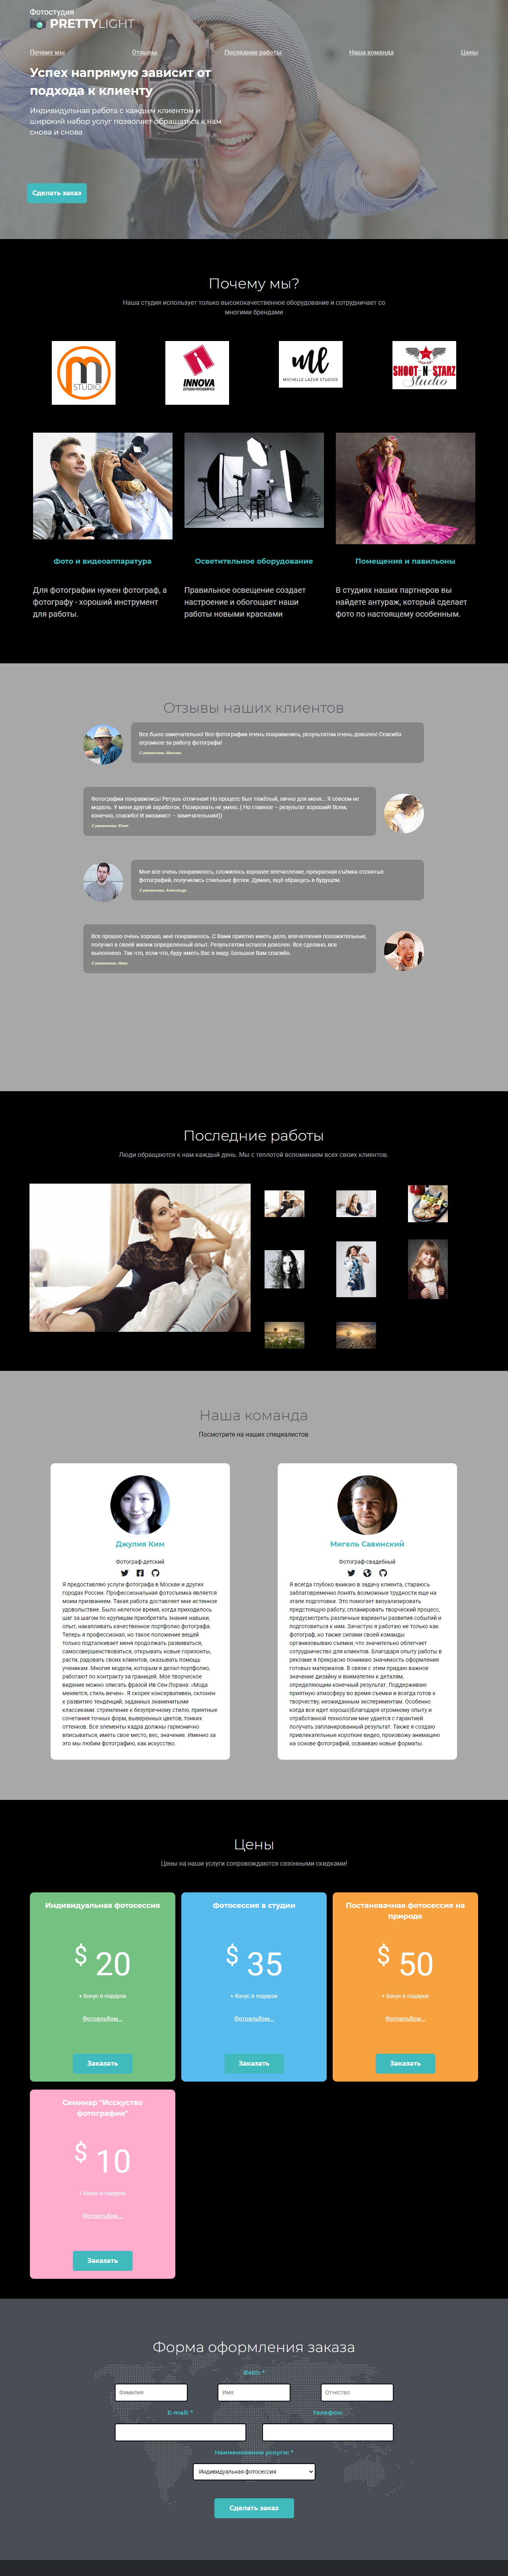 Фотостудия
PRETTYLIGHT
Почему мы
Отзывы
Последние работы
Наша команда
Цены
Успех напрямую зависит от
подхода к клиенту
Индивидульная работа с каждым клиентом и
широкий набор услуг позволяет обращаться к нам
снова и снова
Сделать заказ
Почему мы?
Наша студия использует только высококачественное оборудование и сотрудничает со
многими брендами
m
STUDIO
INNOVA
ESTUDIO FOTOGRÁFICO
ml
MICHELLE LAZUR STUDIOS
SHOOT N STARZ
Studio
Фото и видеоаппаратура
Осветительное оборудование
Помещения и павильоны
Для фотографии нужен фотограф, а
фотографу - хороший инструмент
для работы.
Правильное освещение создает
настроение и обогощает наши
работы новыми красками
В студиях наших партнеров вы
найдете антураж, который сделает
фото по настоящему особенным.
Отзывы наших клиентов
Все было замечательно! Все фотографии очень понравились, результатом очень доволен! Спасибо
огромное за работу фотографа!
С уважением, Максим
Фотографии понравились! Ретушь отличная! Но процесс был тяжёлый, лично для меня... Я совсем не
модель. У меня другой заработок. Позировать не умею..( Но главное – результат хороший! Всем,
конечно, спасибо! И визажист – замечательная!))
С уважением, Юлия
Мне все очень понравилось, сложилось хорошее впечатление, прекрасная съёмка отснятых
фотографий, получились стильные фотки. Думаю, ещё обращусь в будущем.
С уважением, Александр
Все прошло очень хорошо, мне понравилось. С Вами приятно иметь дело, впечатления положительные,
получил в своей жизни определенный опыт. Результатом остался доволен. Все сделано, все
выполнено. Так что, если что, буду иметь Вас в виду. Большое Вам спасибо.
С уважением, Иван
Последние работы
Люди обращаются к нам каждый день. Мы с теплотой вспоминаем всех своих клиентов.
Наша команда
Посмотрите на наших специалистов
Джулия Ким
Фотограф-детский
Я предоставляю услуги фотографа в Москве и других
городах России. Профессиональная фотосъемка является
моим призванием. Такая работа доставляет мне истинное
удовольствие. Было нелегкое время, когда приходилось
шаг за шагом по крупицам приобретать знания навыки,
опыт, накапливать качественное портфолио фотографа.
Теперь я профессионал, но такое положение вещей
только подталкивает меня продолжать развиваться,
самосовершенствоваться, открывать новые горизонты,
расти, радовать своих клиентов, оказывать помощь
ученикам. Многие модели, которым я делал портфолио,
работают по контракту за границей. Мое творческое
видение можно описать фразой Ив Сен Лорана: «Мода
меняется, стиль вечен». Я скорее консервативен, склонен
к развитию тенденций, заданных знаменитыми
классиками: стремление к безупречному стилю, приятные
сочетания точных форм, выверенных цветов, тонких
оттенков. Все элементы кадра должны гармонично
вписываться, иметь свое место, вес, значение. Именно за
это мы любим фотографию, как искусство.
Мигель Савинский
Фотограф-свадебный
Я всегда глубоко вникаю в задачу клиента, стараюсь
заблаговременно понять возможные трудности еще на
этапе подготовки. Это помогает визуализировать
предстоящую работу, спланировать творческий процесс,
предусмотреть различные варианты развития событий и
подготовиться к ним. Зачастую я работаю не только как
фотограф, но также силами своей команды
организовываю съемки, что значительно облегчает
сотрудничество для клиентов. Благодаря опыту работы в
рекламе я прекрасно понимаю значимость оформления
готовых материалов. В связи с этим придаю важное
значение дизайну и внимателен к деталям,
определяющим конечный результат. Поддерживаю
приятную атмосферу во время съемки и всегда готов к
творчеству, неожиданным экспериментам. Особенно
когда все идет хорошо)Благодаря огромному опыту и
отработанной технологии мне удается с гарантией
получать запланированный результат. Также я создаю
привлекательные короткие видео, произвожу анимацию
на основе фотографий, осваиваю новые форматы.
Цены
Цены на наши услуги сопровождаются сезонными скидками!
Индивидуальная фотосессия
$ 20
+ бонус в подарок
Фотоальбом...
Заказать
Фотосессия в студии
$ 35
+ бонус в подарок
Фотоальбом...
Заказать
Постановачная фотосессия на
природе
$ 50
+ бонус в подарок
Фотоальбом...
Заказать
Семинар "Исскуство
фотографии"
$ 10
+ бонус в подарок
Фотоальбом...
Заказать
Форма оформления заказа
ФИО: *
Фамилия
Имя
Отчество
E-mail: *
Телефон:
Наименование услуги: *
Индивидуальная фотосессия
Сделать заказ